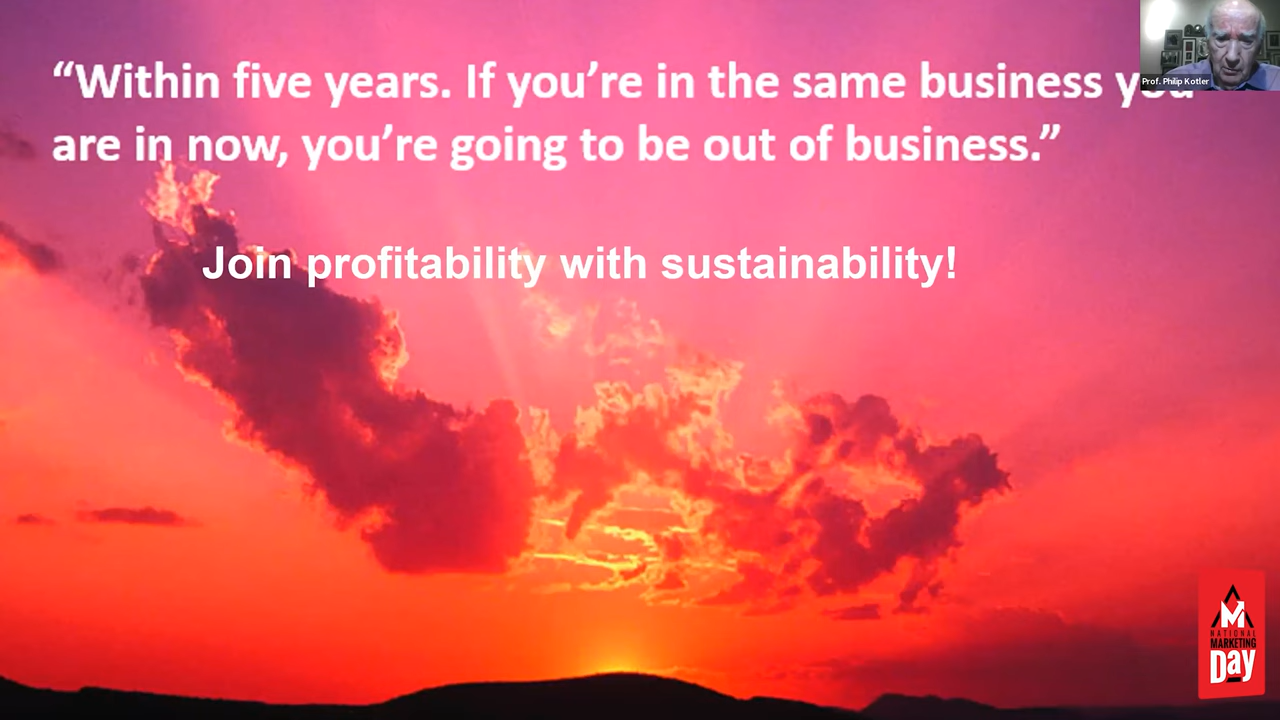 “Within five years. If you’re in the same business you
are in now, you’re going to be out of business.”
Join profitability with sustainability!
Prof. Philip Kotler
M
NATIONAL
MARKETING
Day